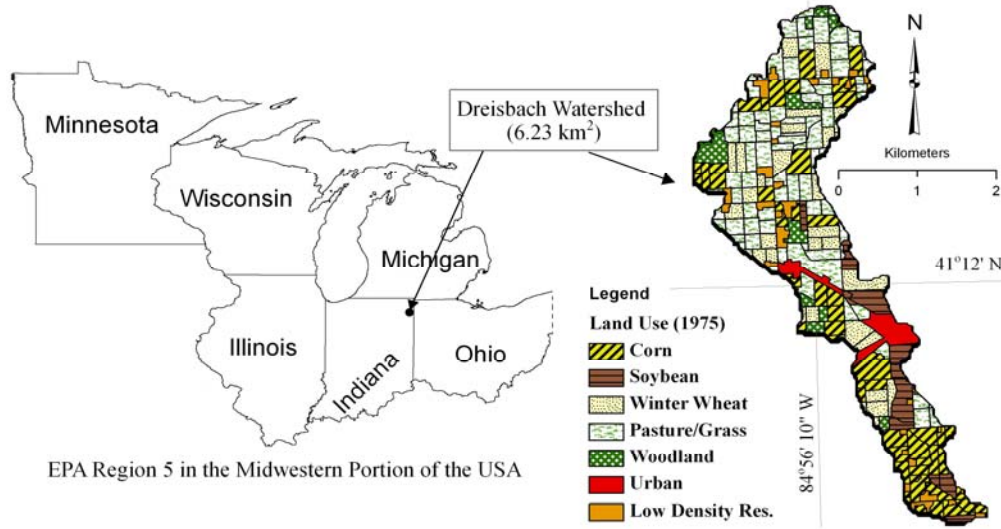 Minnesota
Wisconsin
Michigan
Illinois
Indiana
Ohio
EPA Region 5 in the Midwestern Portion of the USA
Dreisbach Watershed
(6.23 km²)
N
Kilometers
0 1 2
41°12' N
84°56' 10" W
Legend
Land Use (1975)
Corn
Soybean
Winter Wheat
Pasture/Grass
Woodland
Urban
Low Density Res.